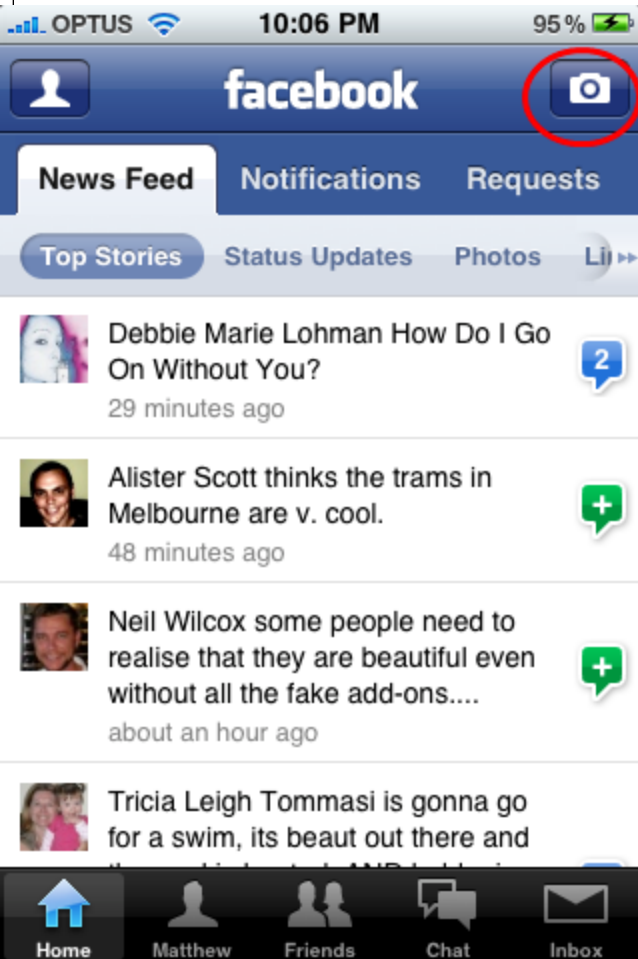 OPTUS 10:06 PM 95%
facebook
News Feed Notifications Requests
Top Stories Status Updates Photos
Debbie Marie Lohman How Do I Go
On Without You?
2
29 minutes ago
Alister Scott thinks the trams in
Melbourne are v. cool.
48 minutes ago
Neil Wilcox some people need to
realise that they are beautiful even
without all the fake add-ons....
about an hour ago
Tricia Leigh Tommasi is gonna go
for a swim, its beaut out there and
Home Matthew Friends Chat Inbox